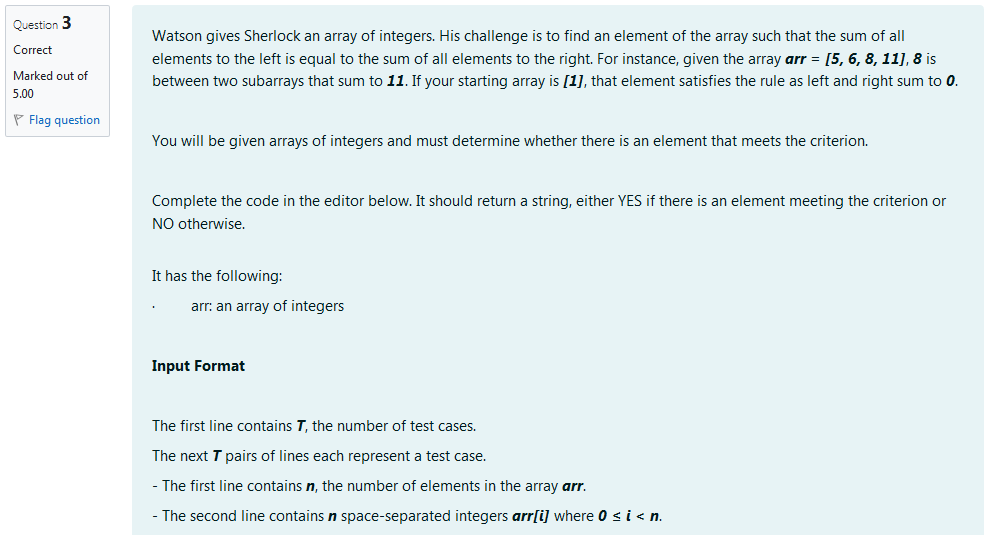 Question 3
Correct
Marked out of
5.00
Flag question
Watson gives Sherlock an array of integers. His challenge is to find an element of the array such that the sum of all
elements to the left is equal to the sum of all elements to the right. For instance, given the array arr = [5, 6, 8, 11], 8 is
between two subarrays that sum to 11. If your starting array is [1], that element satisfies the rule as left and right sum to 0.
You will be given arrays of integers and must determine whether there is an element that meets the criterion.
Complete the code in the editor below. It should return a string, either YES if there is an element meeting the criterion or
NO otherwise.
It has the following:
· arr: an array of integers
Input Format
The first line contains T, the number of test cases.
The next T pairs of lines each represent a test case.
- The first line contains n, the number of elements in the array arr.
- The second line contains n space-separated integers arr[i] where 0 ≤ i < n.